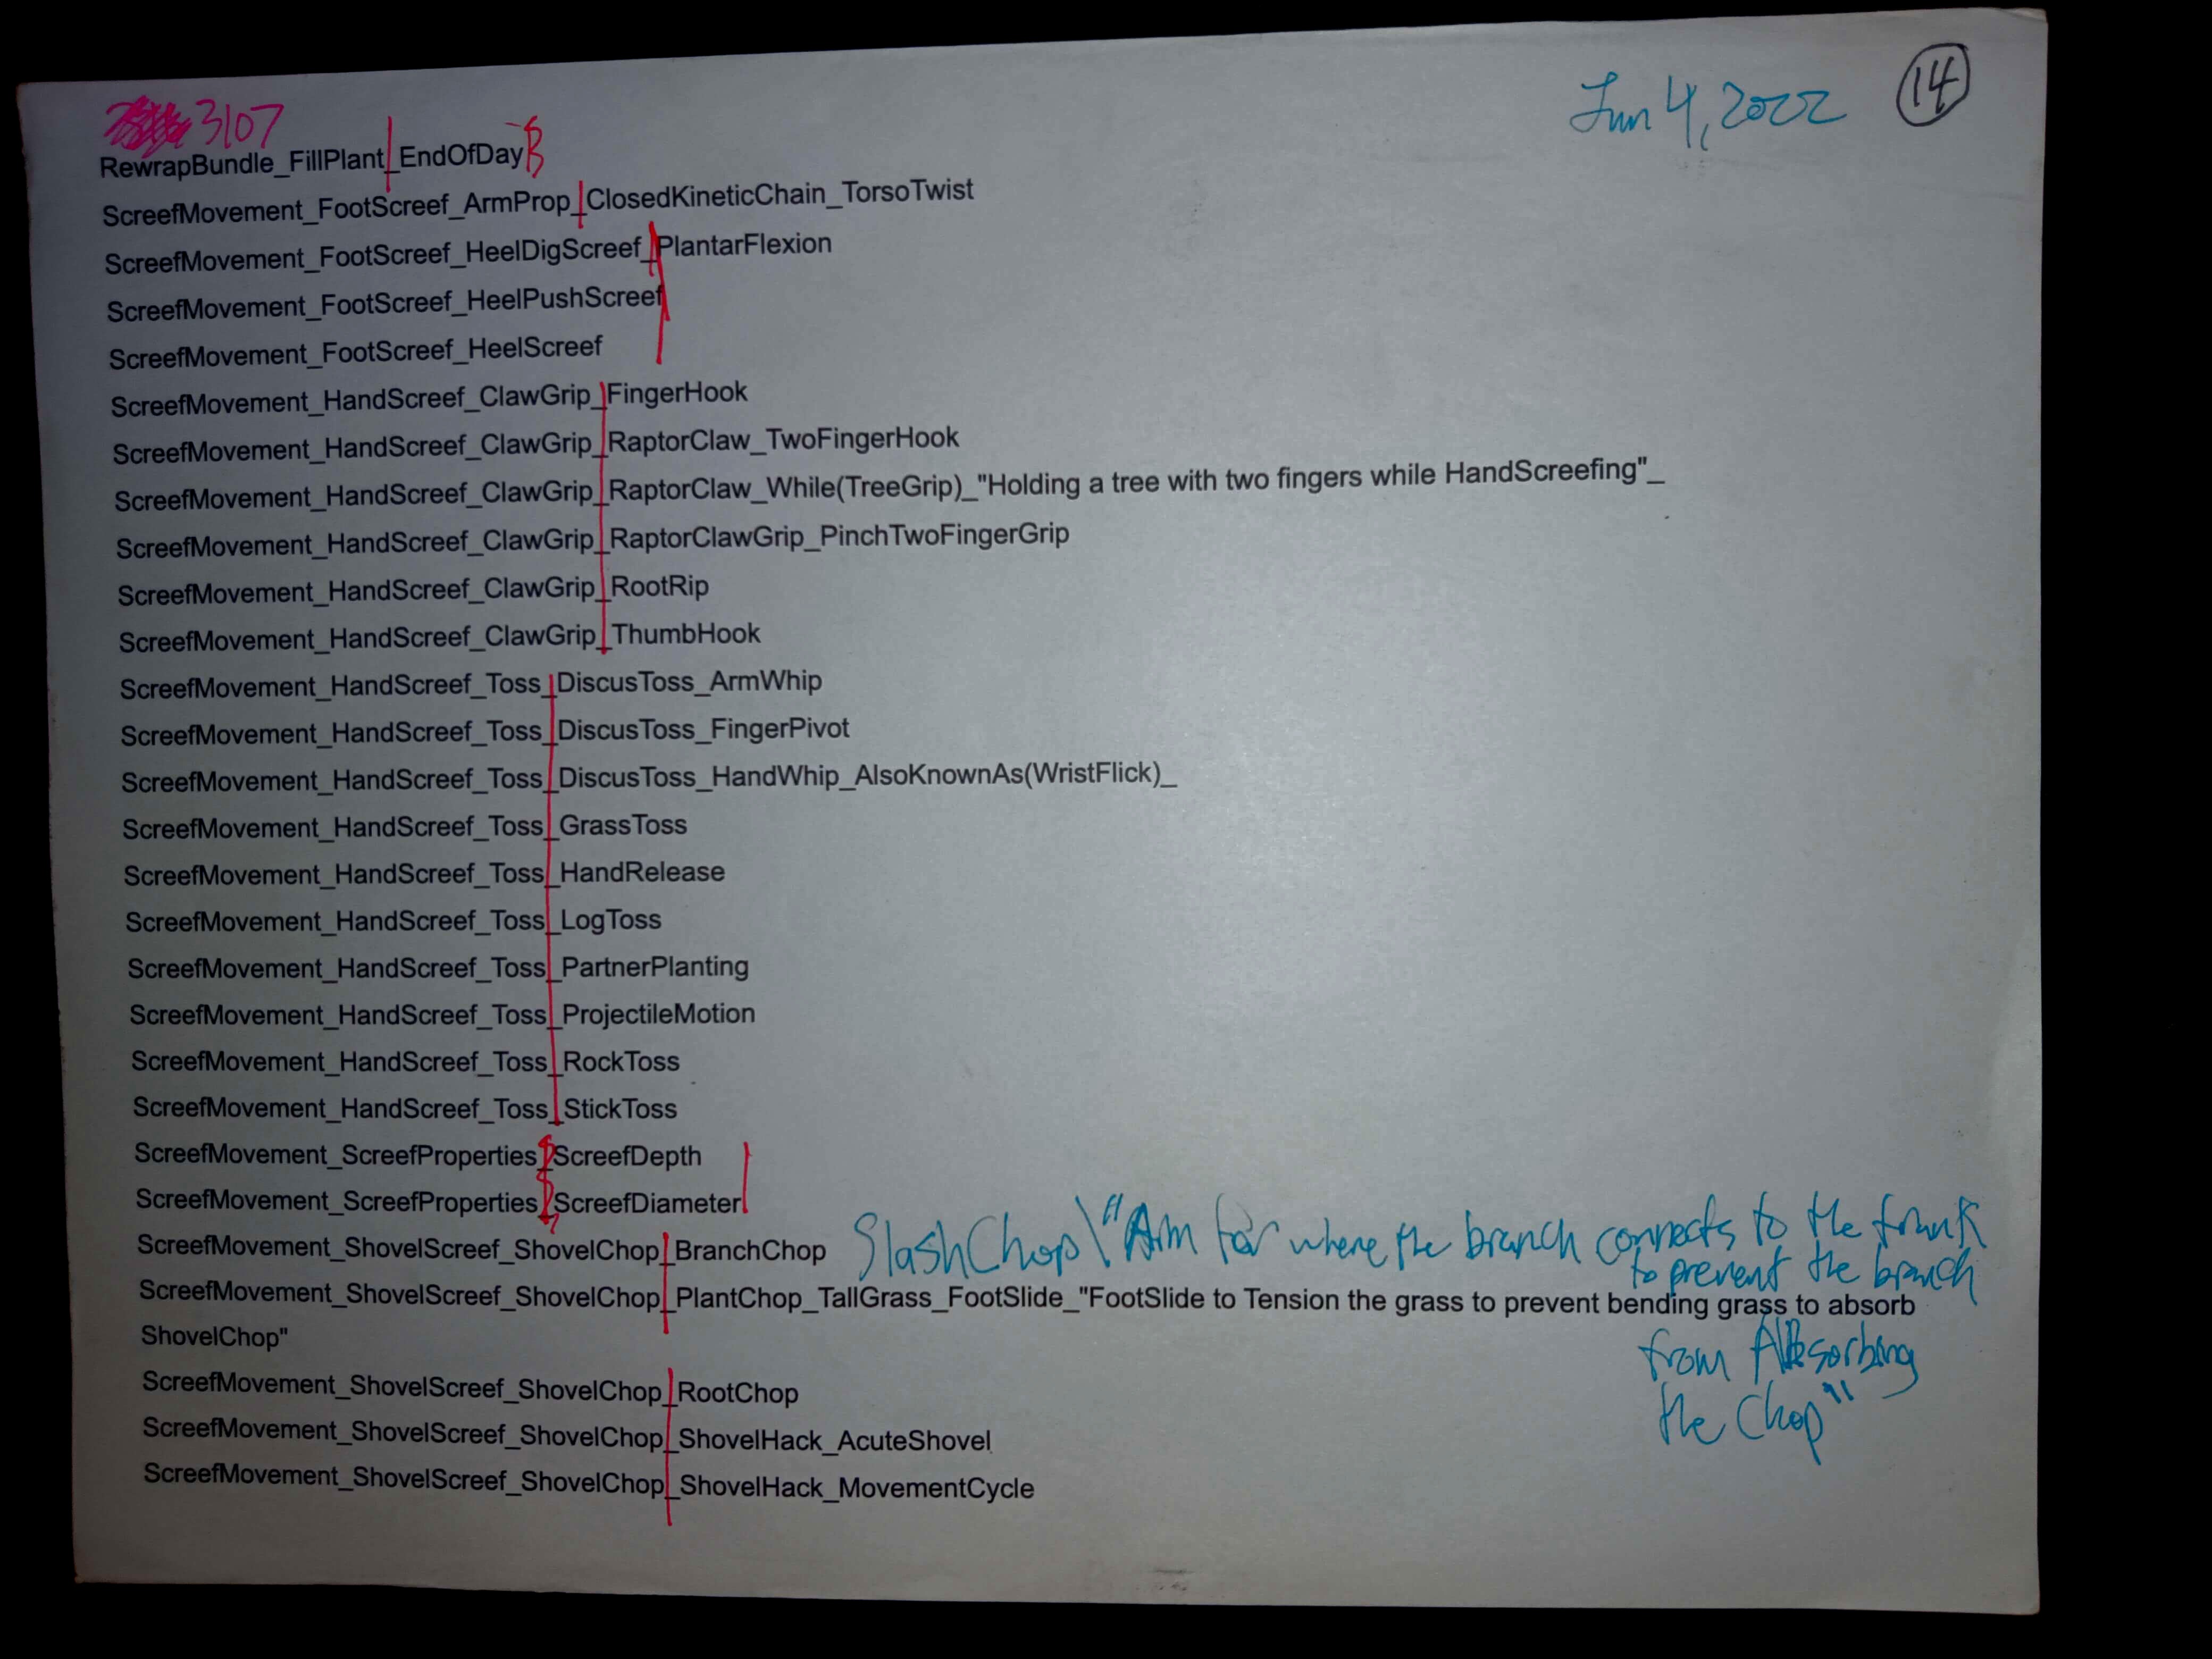 3107
Jun 4, 2022
14
RewrapBundle_FillPlant_EndOfDay
ScreefMovement_FootScreef_ArmProp_ClosedKineticChain_TorsoTwist
ScreefMovement_FootScreef_HeelDigScreef_PlantarFlexion
ScreefMovement_FootScreef_HeelPushScreef
ScreefMovement_FootScreef_HeelScreef
ScreefMovement_HandScreef_ClawGrip_FingerHook
ScreefMovement_HandScreef_ClawGrip_RaptorClaw_TwoFingerHook
ScreefMovement_HandScreef_ClawGrip_RaptorClaw_While(TreeGrip)_"Holding a tree with two fingers while HandScreefing"_
ScreefMovement_HandScreef_ClawGrip_RaptorClawGrip_PinchTwoFingerGrip
ScreefMovement_HandScreef_ClawGrip_RootRip
ScreefMovement_HandScreef_ClawGrip_ThumbHook
ScreefMovement_HandScreef_Toss_DiscusToss_ArmWhip
ScreefMovement_HandScreef_Toss_DiscusToss_FingerPivot
ScreefMovement_HandScreef_Toss_DiscusToss_HandWhip_AlsoKnownAs(WristFlick)_
ScreefMovement_HandScreef_Toss_GrassToss
ScreefMovement_HandScreef_Toss_HandRelease
ScreefMovement_HandScreef_Toss_LogToss
ScreefMovement_HandScreef_Toss_PartnerPlanting
ScreefMovement_HandScreef_Toss_ProjectileMotion
ScreefMovement_HandScreef_Toss_RockToss
ScreefMovement_HandScreef_Toss_StickToss
ScreefMovement_ScreefProperties_ScreefDepth
ScreefMovement_ScreefProperties_ScreefDiameter
ScreefMovement_ShovelScreef_ShovelChop_BranchChop SlashChop\"Aim for where the branch connects to the trunk
to prevent the branch
ScreefMovement_ShovelScreef_ShovelChop_PlantChop_TallGrass_FootSlide_"FootSlide to Tension the grass to prevent bending grass to absorb
ShovelChop"
from Absorbing
the Chop"
ScreefMovement_ShovelScreef_ShovelChop_RootChop
ScreefMovement_ShovelScreef_ShovelChop_ShovelHack_AcuteShovel
ScreefMovement_ShovelScreef_ShovelChop_ShovelHack_MovementCycle